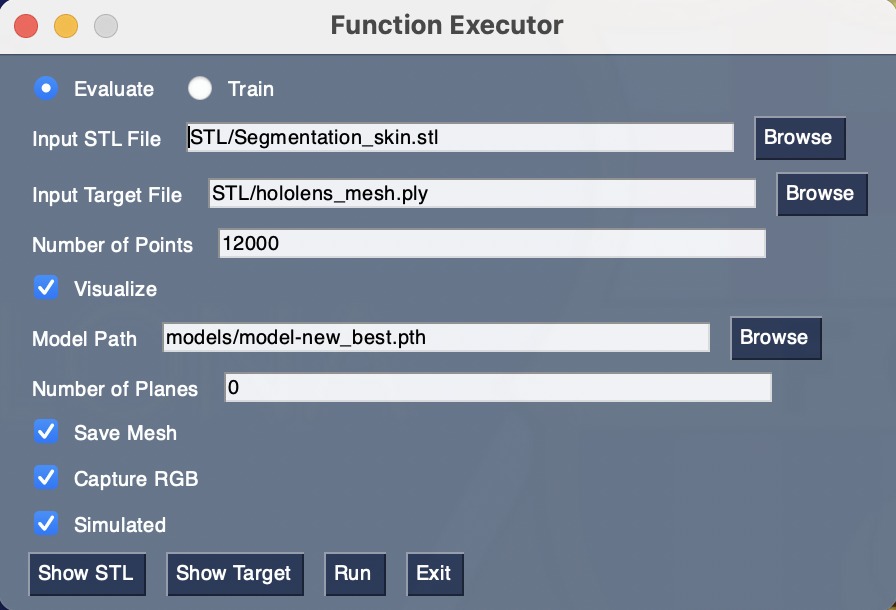 Function Executor
Evaluate Train
Input STL File STL/Segmentation_skin.stl Browse
Input Target File STL/hololens_mesh.ply Browse
Number of Points 12000
Visualize
Model Path models/model-new_best.pth Browse
Number of Planes 0
Save Mesh
Capture RGB
Simulated
Show STL Show Target Run Exit